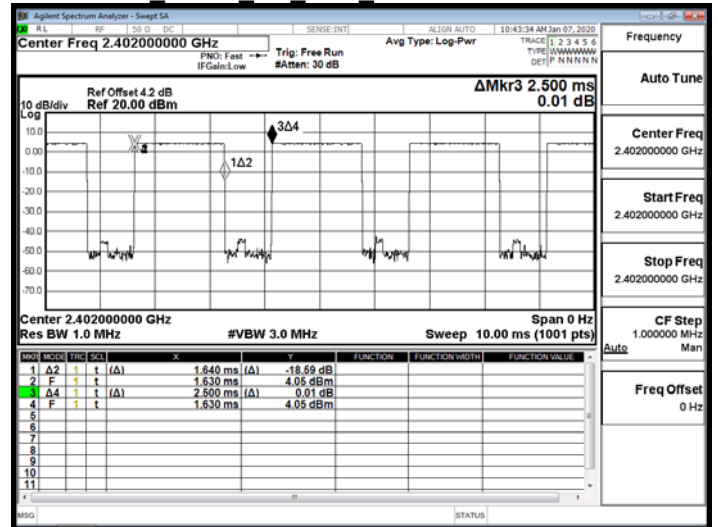 Agilent Spectrum Analyzer - Swept SA
RL RF 50 Ω DC SENSE:INT ALIGN AUTO 10:43:34 AM Jan 07, 2020
Center Freq 2.402000000 GHz
PNO: Fast
IFGain:Low
Trig: Free Run
#Atten: 30 dB
Avg Type: Log-Pwr
TRACE 1 2 3 4 5 6
TYPE WWWWWW
DET P N N N N N
Ref Offset 4.2 dB
10 dB/div Ref 20.00 dBm
Log
ΔMkr3 2.500 ms
0.01 dB
10.0
0.00
-10.0
-20.0
-30.0
-40.0
-50.0
-60.0
-70.0
3Δ4
1Δ2
Center 2.402000000 GHz Span 0 Hz
Res BW 1.0 MHz #VBW 3.0 MHz Sweep 10.00 ms (1001 pts)
MKR MODE TRC SCL X Y FUNCTION FUNCTION WIDTH FUNCTION VALUE
1 Δ2 1 t (Δ) 1.640 ms (Δ) -18.59 dB
2 F 1 t 1.630 ms 4.05 dBm
3 Δ4 1 t (Δ) 2.500 ms (Δ) 0.01 dB
4 F 1 t 1.630 ms 4.05 dBm
5
6
7
8
9
10
11
MSG STATUS
Frequency
Auto Tune
Center Freq
2.402000000 GHz
Start Freq
2.402000000 GHz
Stop Freq
2.402000000 GHz
CF Step
1.000000 MHz
Auto Man
Freq Offset
0 Hz